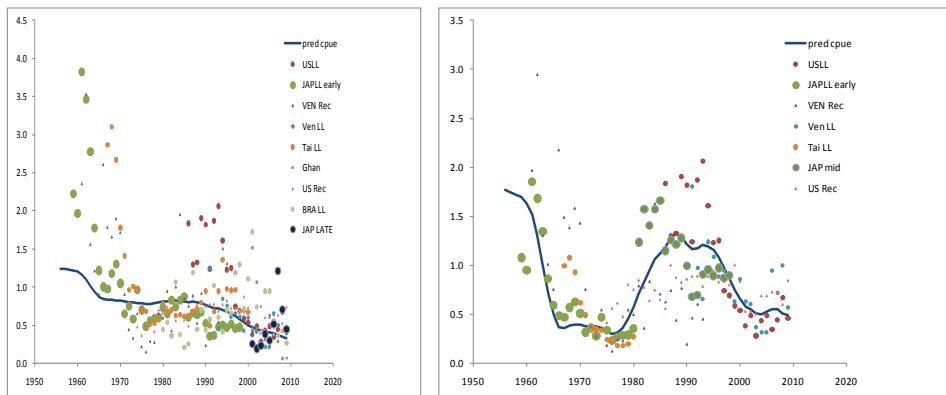 4.5
4.0
3.5
3.0
2.5
2.0
1.5
1.0
0.5
0.0
1950 1960 1970 1980 1990 2000 2010 2020
pred cpue
USLL
JAPLL early
VEN Rec
Ven LL
Tai LL
Ghan
US Rec
BRA LL
JAP LATE
3.5
3.0
2.5
2.0
1.5
1.0
0.5
0.0
1950 1960 1970 1980 1990 2000 2010 2020
pred cpue
USLL
JAPLL early
VEN Rec
Ven LL
Tai LL
JAP mid
US Rec